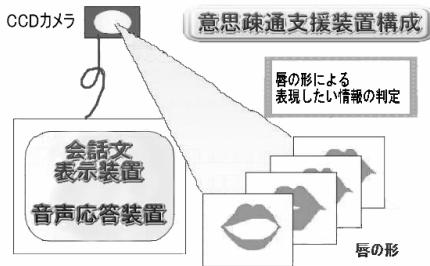 CCDカメラ
意思疎通支援装置構成
唇の形による
表現したい情報の判定
会話文
表示装置
音声応答装置
唇の形